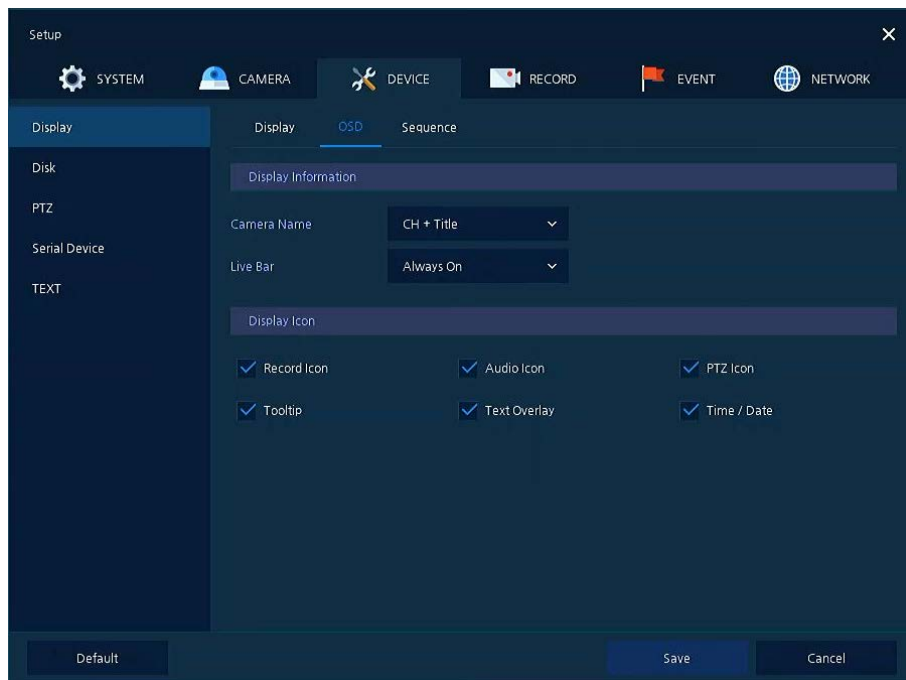 Setup
SYSTEM CAMERA DEVICE RECORD EVENT NETWORK
Display
Disk
PTZ
Serial Device
TEXT
Display OSD Sequence
Display Information
Camera Name CH + Title
Live Bar Always On
Display Icon
Record Icon Audio Icon PTZ Icon
Tooltip Text Overlay Time / Date
Default Save Cancel